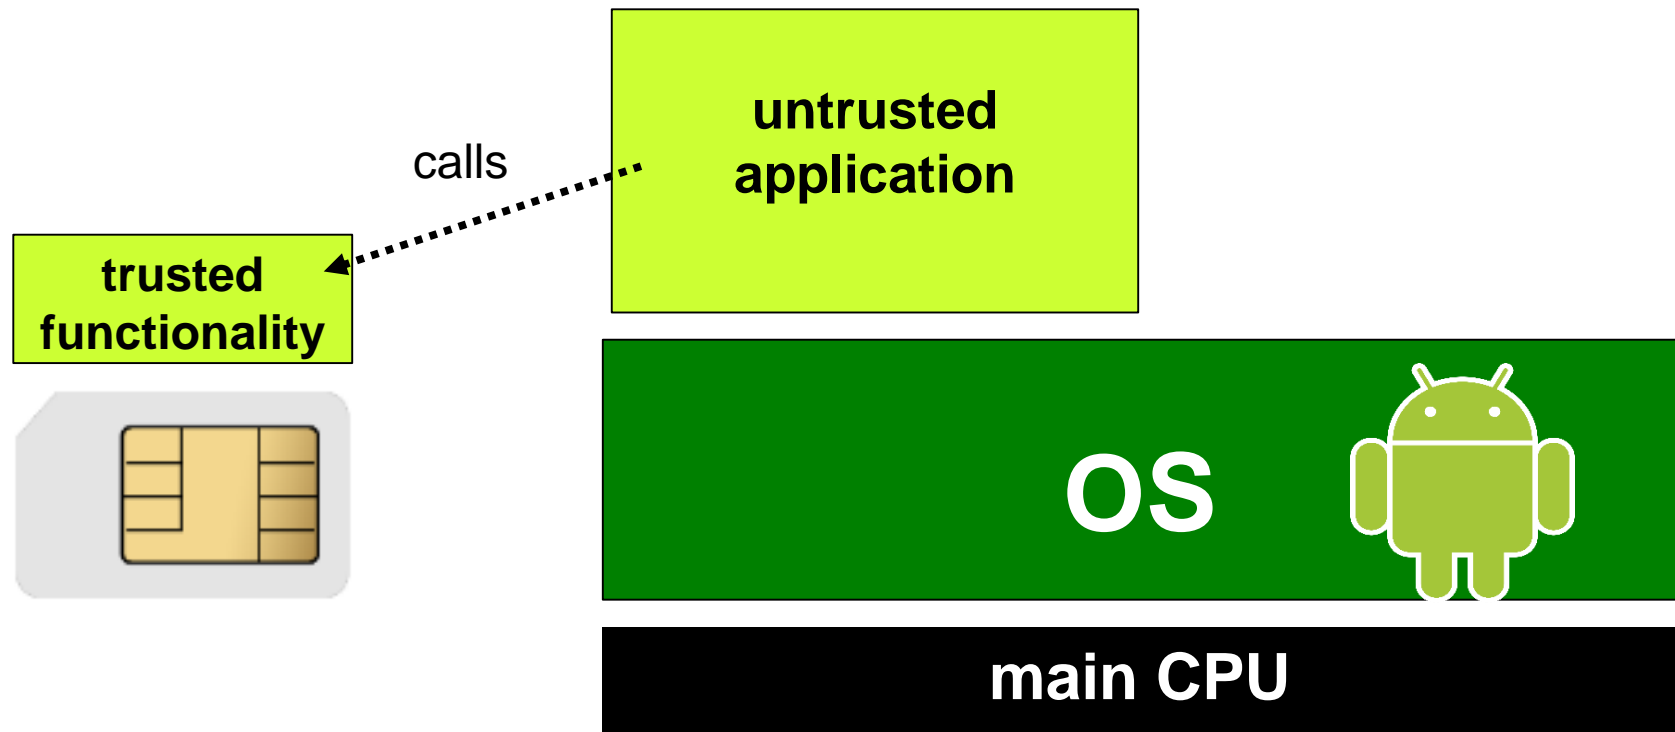 untrusted
application
calls
trusted
functionality
OS
main CPU